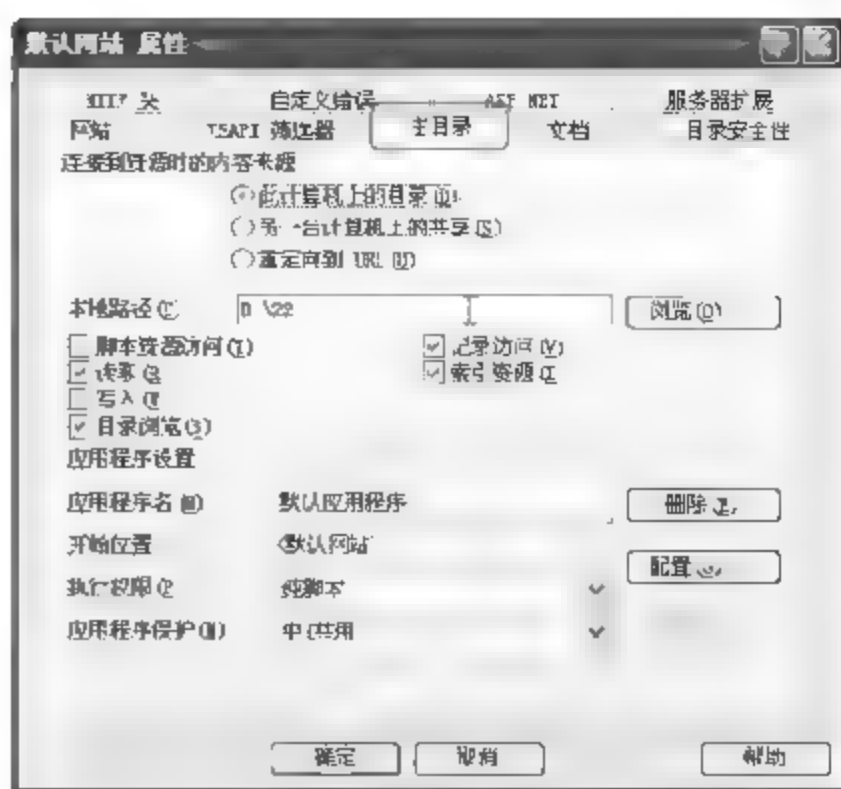 默认网站 属性
HTTP 头 自定义错误 ASP NET 服务器扩展
网站 ISAPI 筛选器 主目录 文档 目录安全性
连接到资源时的内容来源
此计算机上的目录(D)
另一台计算机上的共享(S)
重定向到 URL(U)
本地路径(C) D \22 浏览(O)
脚本资源访问(T) 记录访问(V)
读取(R) 索引资源(I
写入(W
目录浏览(B)
应用程序设置
应用程序名(M) 默认应用程序 删除
开始位置 <默认网站
执行权限(P 纯脚本
应用程序保护(N) 中(共用 配置
确定 取消 帮助